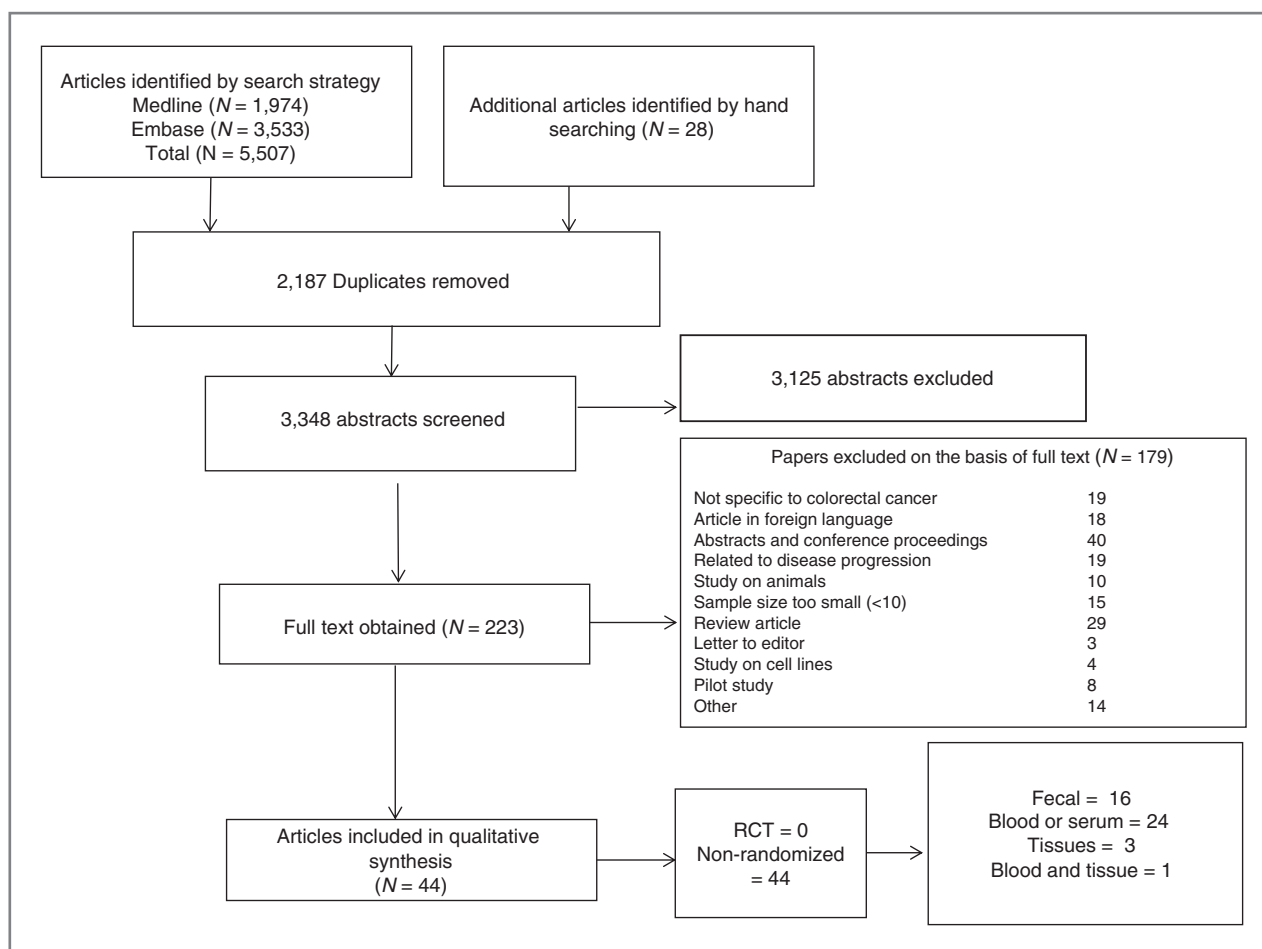 Articles identified by search strategy
Medline (N = 1,974)
Embase (N = 3,533)
Total (N = 5,507)
Additional articles identified by hand
searching (N = 28)
2,187 Duplicates removed
3,348 abstracts screened
3,125 abstracts excluded
Full text obtained (N = 223)
Papers excluded on the basis of full text (N = 179)
Not specific to colorectal cancer 19
Article in foreign language 18
Abstracts and conference proceedings 40
Related to disease progression 19
Study on animals 10
Sample size too small (<10) 15
Review article 29
Letter to editor 3
Study on cell lines 4
Pilot study 8
Other 14
Articles included in qualitative
synthesis
(N = 44)
RCT = 0
Non-randomized
= 44
Fecal = 16
Blood or serum = 24
Tissues = 3
Blood and tissue = 1